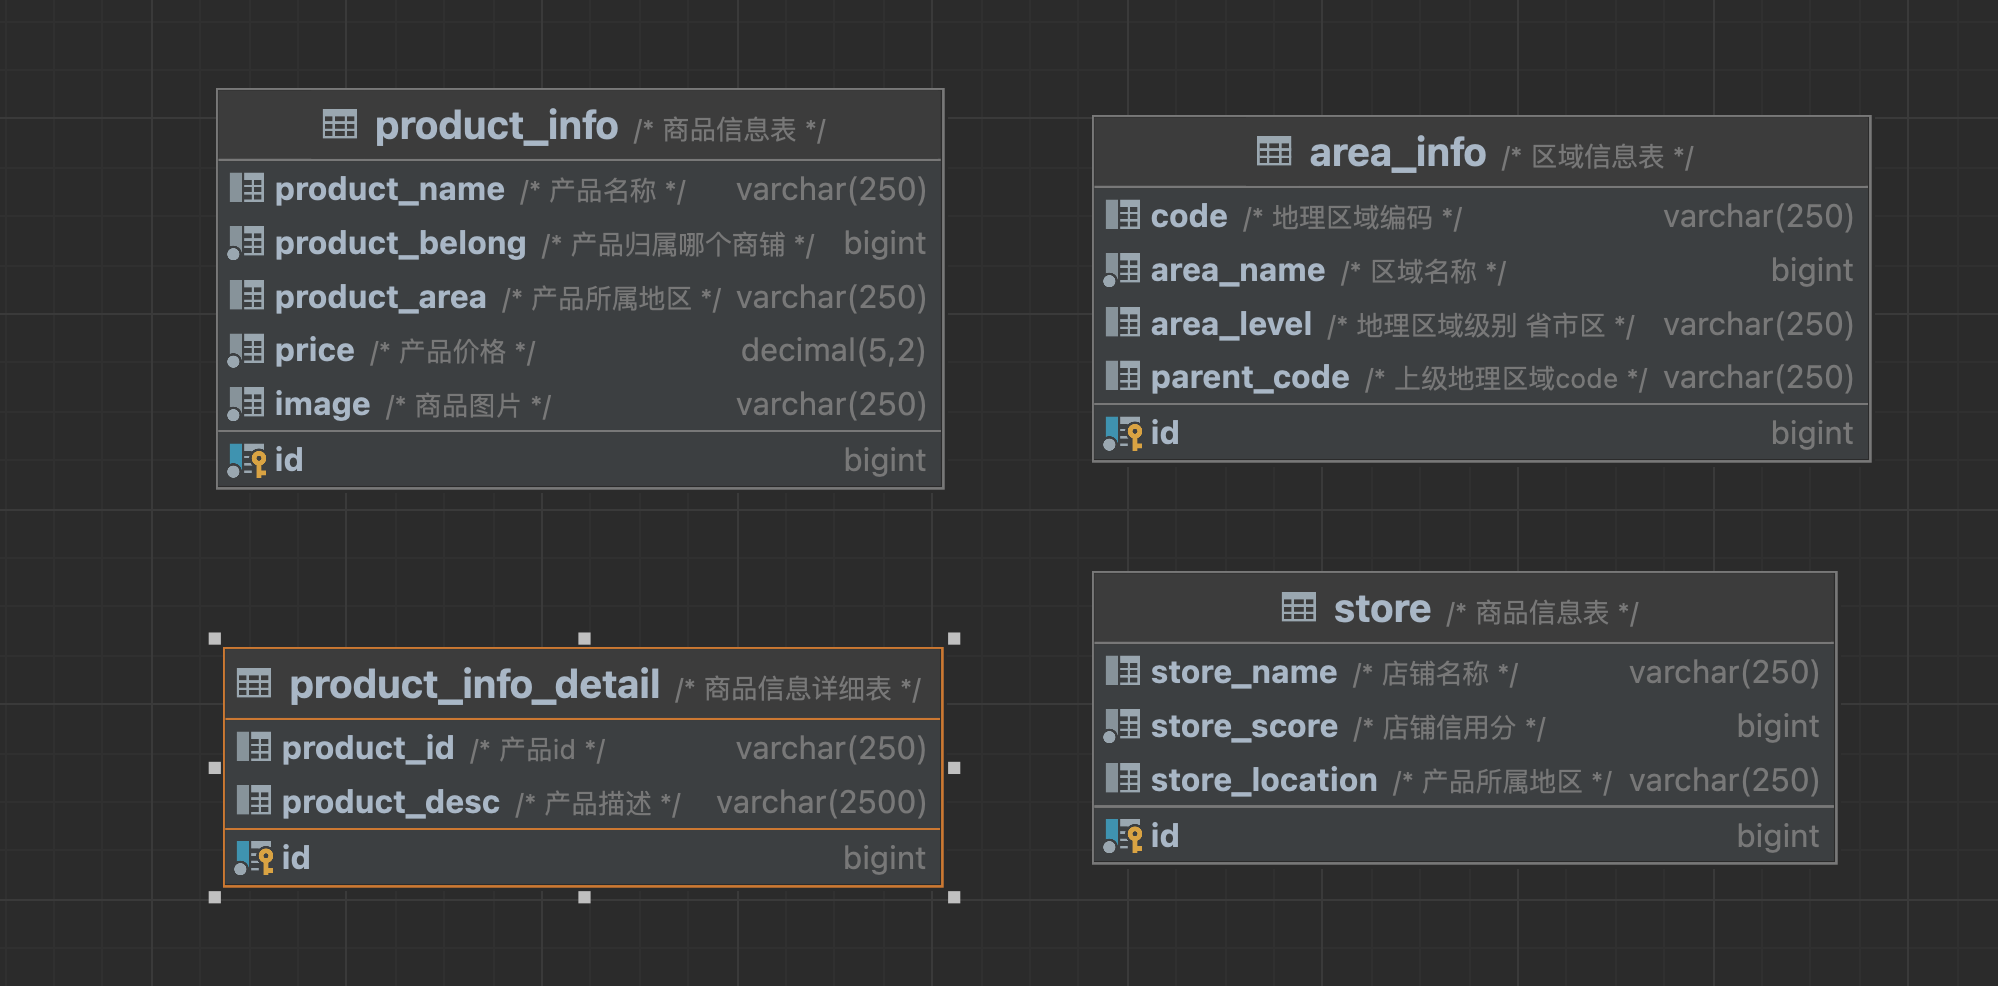 product_info /* 商品信息表 */
product_name /* 产品名称 */ varchar(250)
product_belong /* 产品归属哪个商铺 */ bigint
product_area /* 产品所属地区 */ varchar(250)
price /* 产品价格 */ decimal(5,2)
image /* 商品图片 */ varchar(250)
id bigint
area_info /* 区域信息表 */
code /* 地理区域编码 */ varchar(250)
area_name /* 区域名称 */ bigint
area_level /* 地理区域级别 省市区 */ varchar(250)
parent_code /* 上级地理区域code */ varchar(250)
id bigint
product_info_detail /* 商品信息详细表 */
product_id /* 产品id */ varchar(250)
product_desc /* 产品描述 */ varchar(2500)
id bigint
store /* 商品信息表 */
store_name /* 店铺名称 */ varchar(250)
store_score /* 店铺信用分 */ bigint
store_location /* 产品所属地区 */ varchar(250)
id bigint